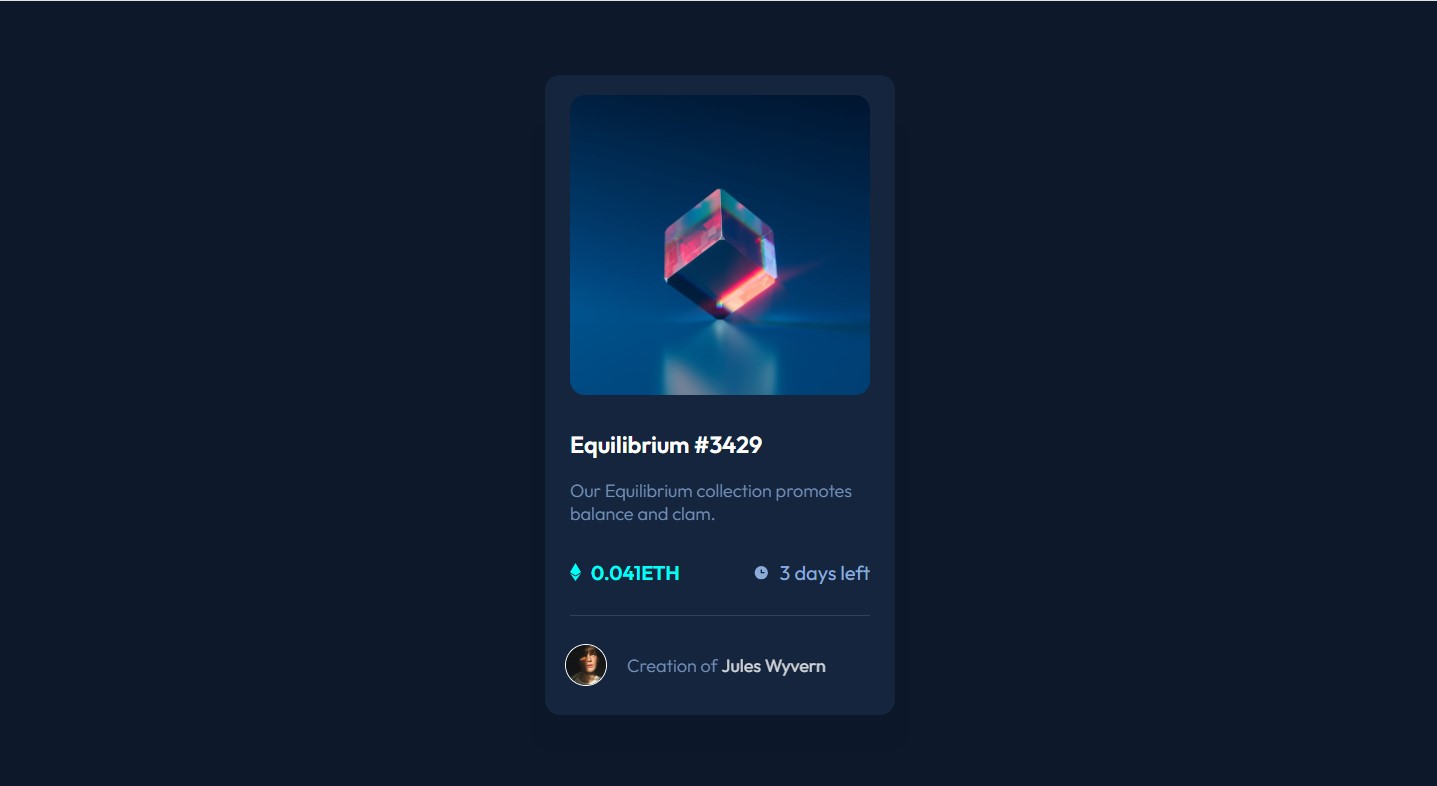 Equilibrium #3429
Our Equilibrium collection promotes
balance and clam.
0.041ETH 3 days left
Creation of Jules Wyvern